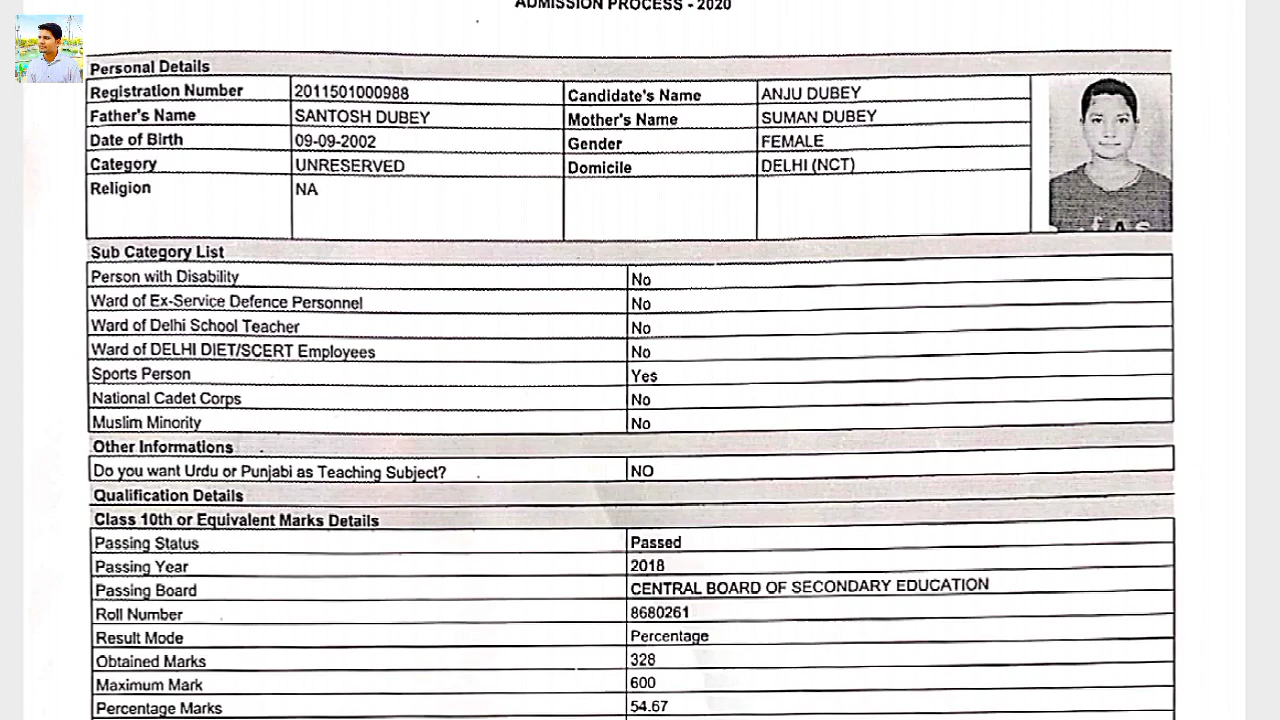 ADMISSION PROCESS - 2020
Personal Details
Registration Number 2011501000988 Candidate's Name ANJU DUBEY
Father's Name SANTOSH DUBEY Mother's Name SUMAN DUBEY
Date of Birth 09-09-2002 Gender FEMALE
Category UNRESERVED Domicile DELHI (NCT)
Religion NA
Sub Category List
Person with Disability No
Ward of Ex-Service Defence Personnel No
Ward of Delhi School Teacher No
Ward of DELHI DIET/SCERT Employees No
Sports Person Yes
National Cadet Corps No
Muslim Minority No
Other Informations
Do you want Urdu or Punjabi as Teaching Subject? NO
Qualification Details
Class 10th or Equivalent Marks Details
Passing Status Passed
Passing Year 2018
Passing Board CENTRAL BOARD OF SECONDARY EDUCATION
Roll Number 8680261
Result Mode Percentage
Obtained Marks 328
Maximum Mark 600
Percentage Marks 54.67